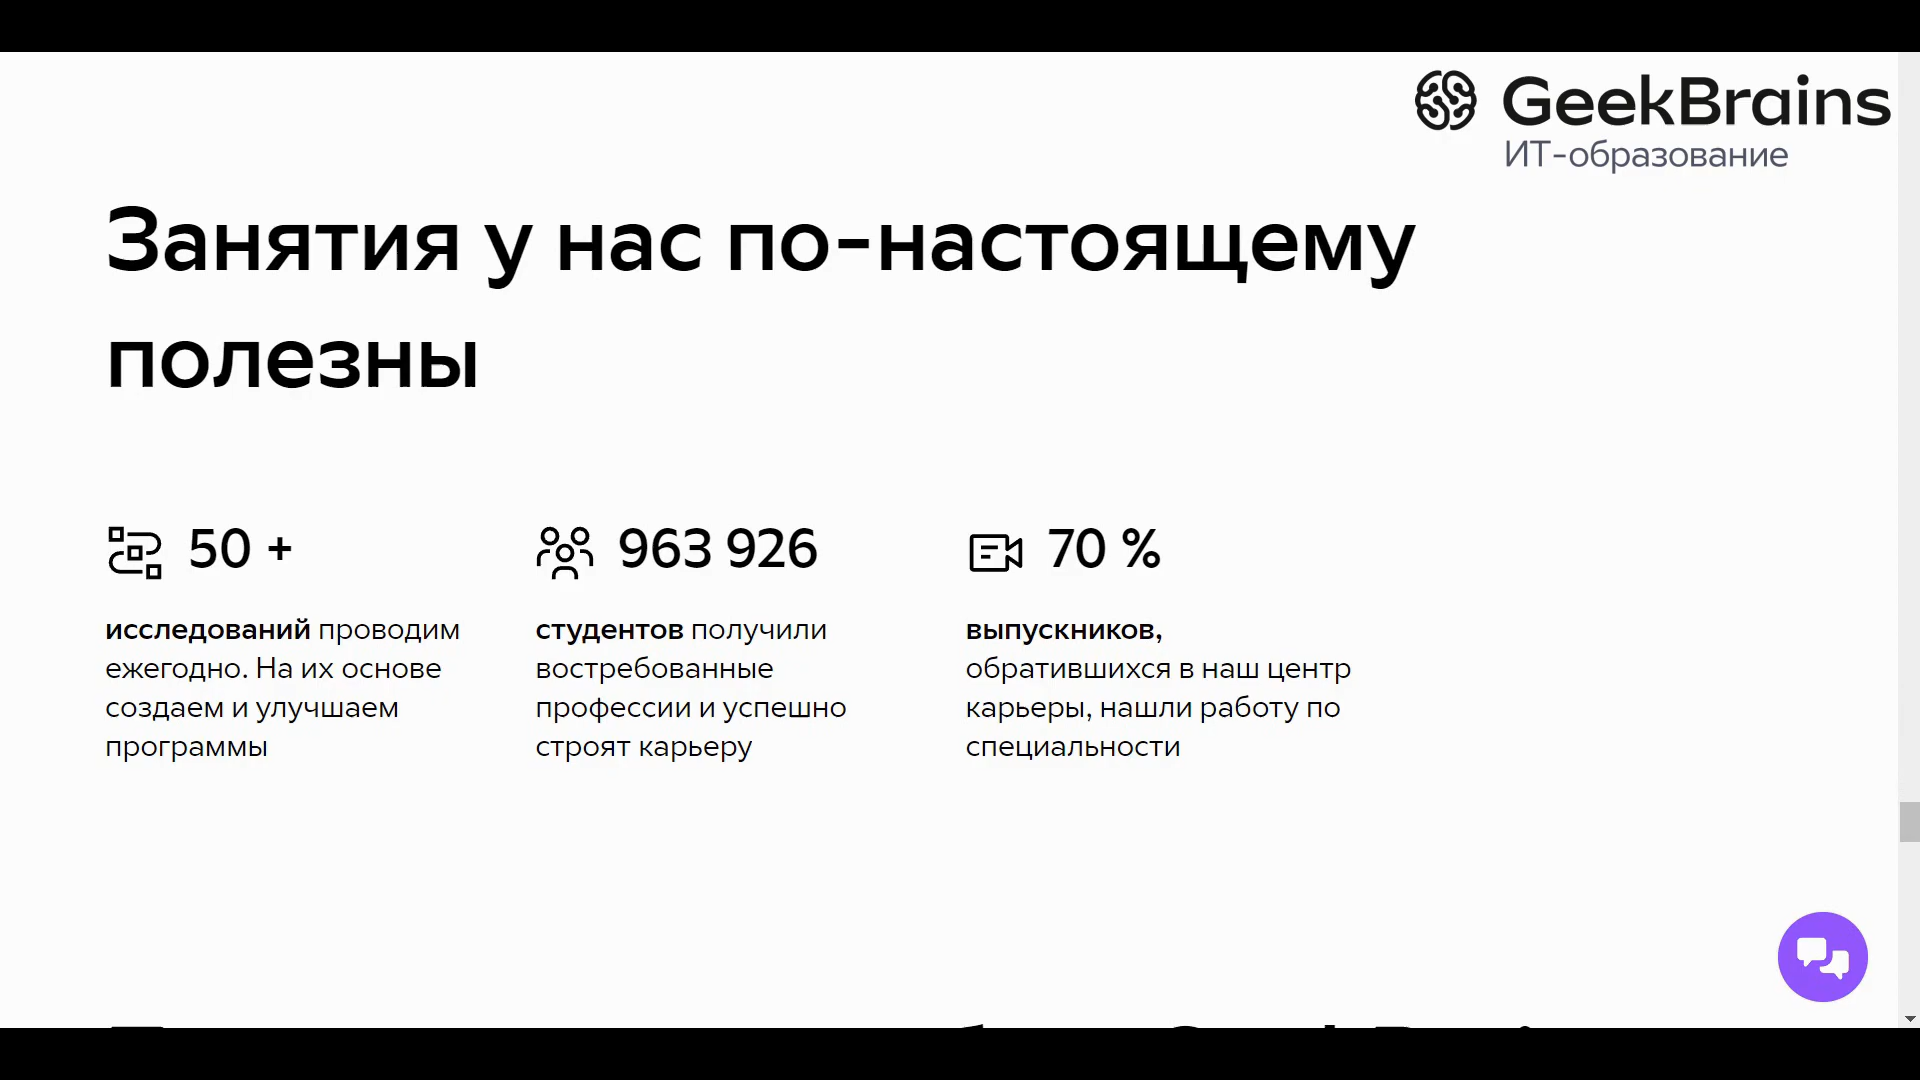 GeekBrains
ИТ-образование
Занятия у нас по-настоящему
полезны
50 +
исследований проводим
ежегодно. На их основе
создаем и улучшаем
программы
963 926
студентов получили
востребованные
профессии и успешно
строят карьеру
70 %
выпускников,
обратившихся в наш центр
карьеры, нашли работу по
специальности